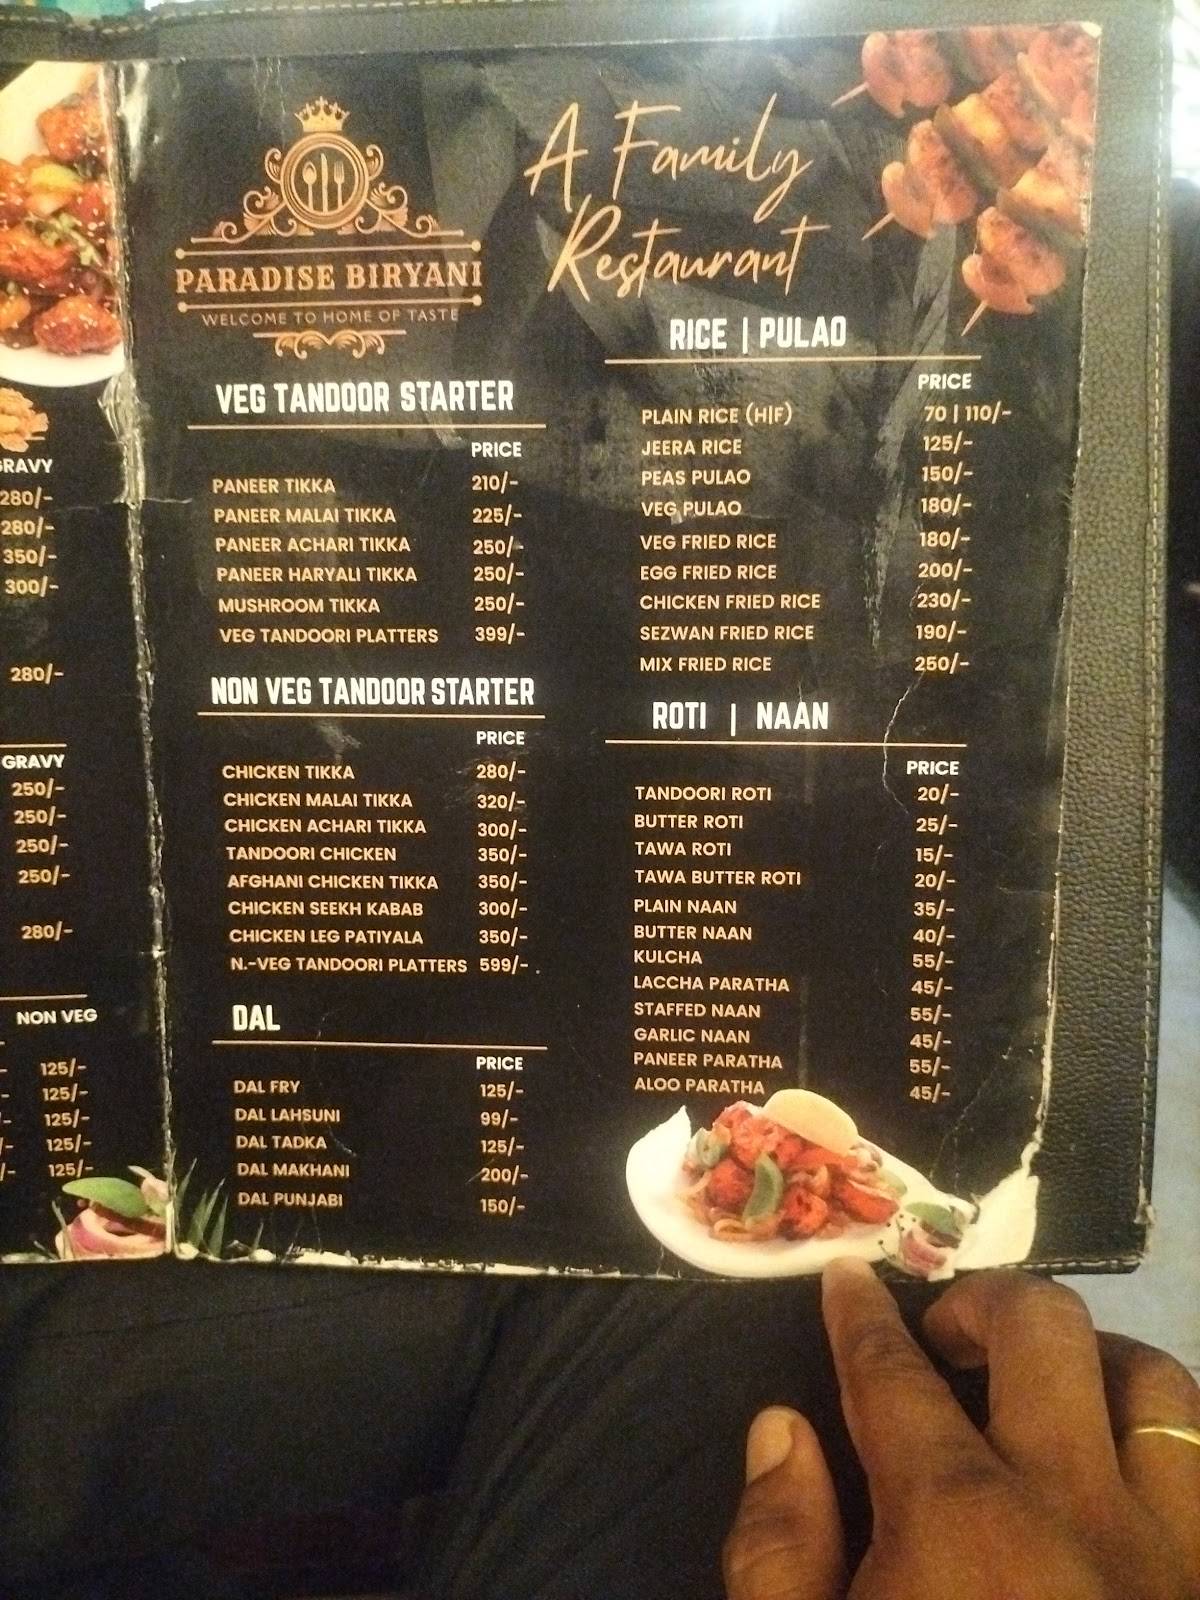 GRAVY
280/-
280/-
350/-
300/-
280/-
GRAVY
250/-
250/-
250/-
250/-
280/-
NON VEG
125/-
125/-
125/-
125/-
125/-
PARADISE BIRYANI
WELCOME TO HOME OF TASTE
A Family
Restaurant
VEG TANDOOR STARTER
PRICE
PANEER TIKKA 210/-
PANEER MALAI TIKKA 225/-
PANEER ACHARI TIKKA 250/-
PANEER HARYALI TIKKA 250/-
MUSHROOM TIKKA 250/-
VEG TANDOORI PLATTERS 399/-
NON VEG TANDOOR STARTER
PRICE
CHICKEN TIKKA 280/-
CHICKEN MALAI TIKKA 320/-
CHICKEN ACHARI TIKKA 300/-
TANDOORI CHICKEN 350/-
AFGHANI CHICKEN TIKKA 350/-
CHICKEN SEEKH KABAB 300/-
CHICKEN LEG PATIYALA 350/-
N.-VEG TANDOORI PLATTERS 599/-
DAL
PRICE
DAL FRY 125/-
DAL LAHSUNI 99/-
DAL TADKA 125/-
DAL MAKHANI 200/-
DAL PUNJABI 150/-
RICE | PULAO
PRICE
PLAIN RICE (H|F) 70 | 110/-
JEERA RICE 125/-
PEAS PULAO 150/-
VEG PULAO 180/-
VEG FRIED RICE 180/-
EGG FRIED RICE 200/-
CHICKEN FRIED RICE 230/-
SEZWAN FRIED RICE 190/-
MIX FRIED RICE 250/-
ROTI | NAAN
PRICE
TANDOORI ROTI 20/-
BUTTER ROTI 25/-
TAWA ROTI 15/-
TAWA BUTTER ROTI 20/-
PLAIN NAAN 35/-
BUTTER NAAN 40/-
KULCHA 55/-
LACCHA PARATHA 45/-
STAFFED NAAN 55/-
GARLIC NAAN 45/-
PANEER PARATHA 55/-
ALOO PARATHA 45/-